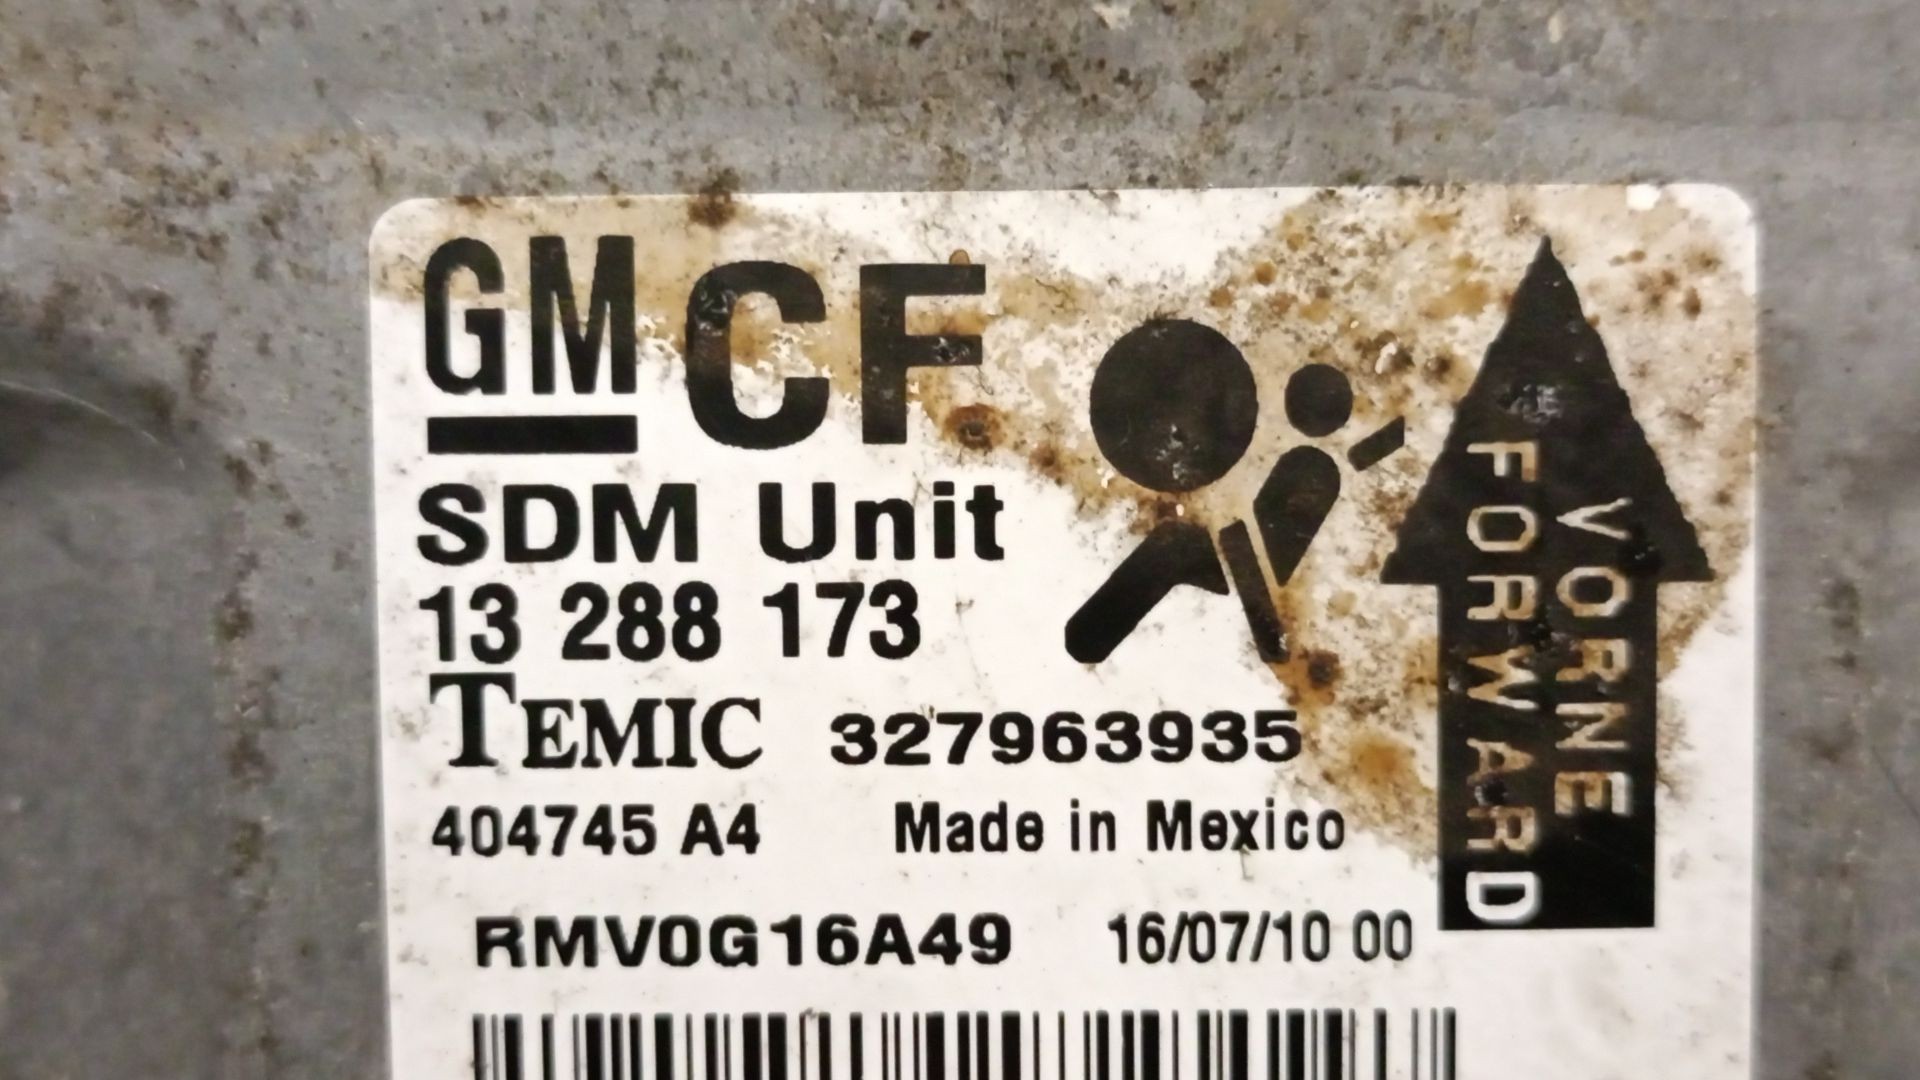 GM CF
SDM Unit
13 288 173
TEMIC 327963935
404745 A4 Made in Mexico
RMV0G16A49 16/07/10 00
VORNE
FORWARD